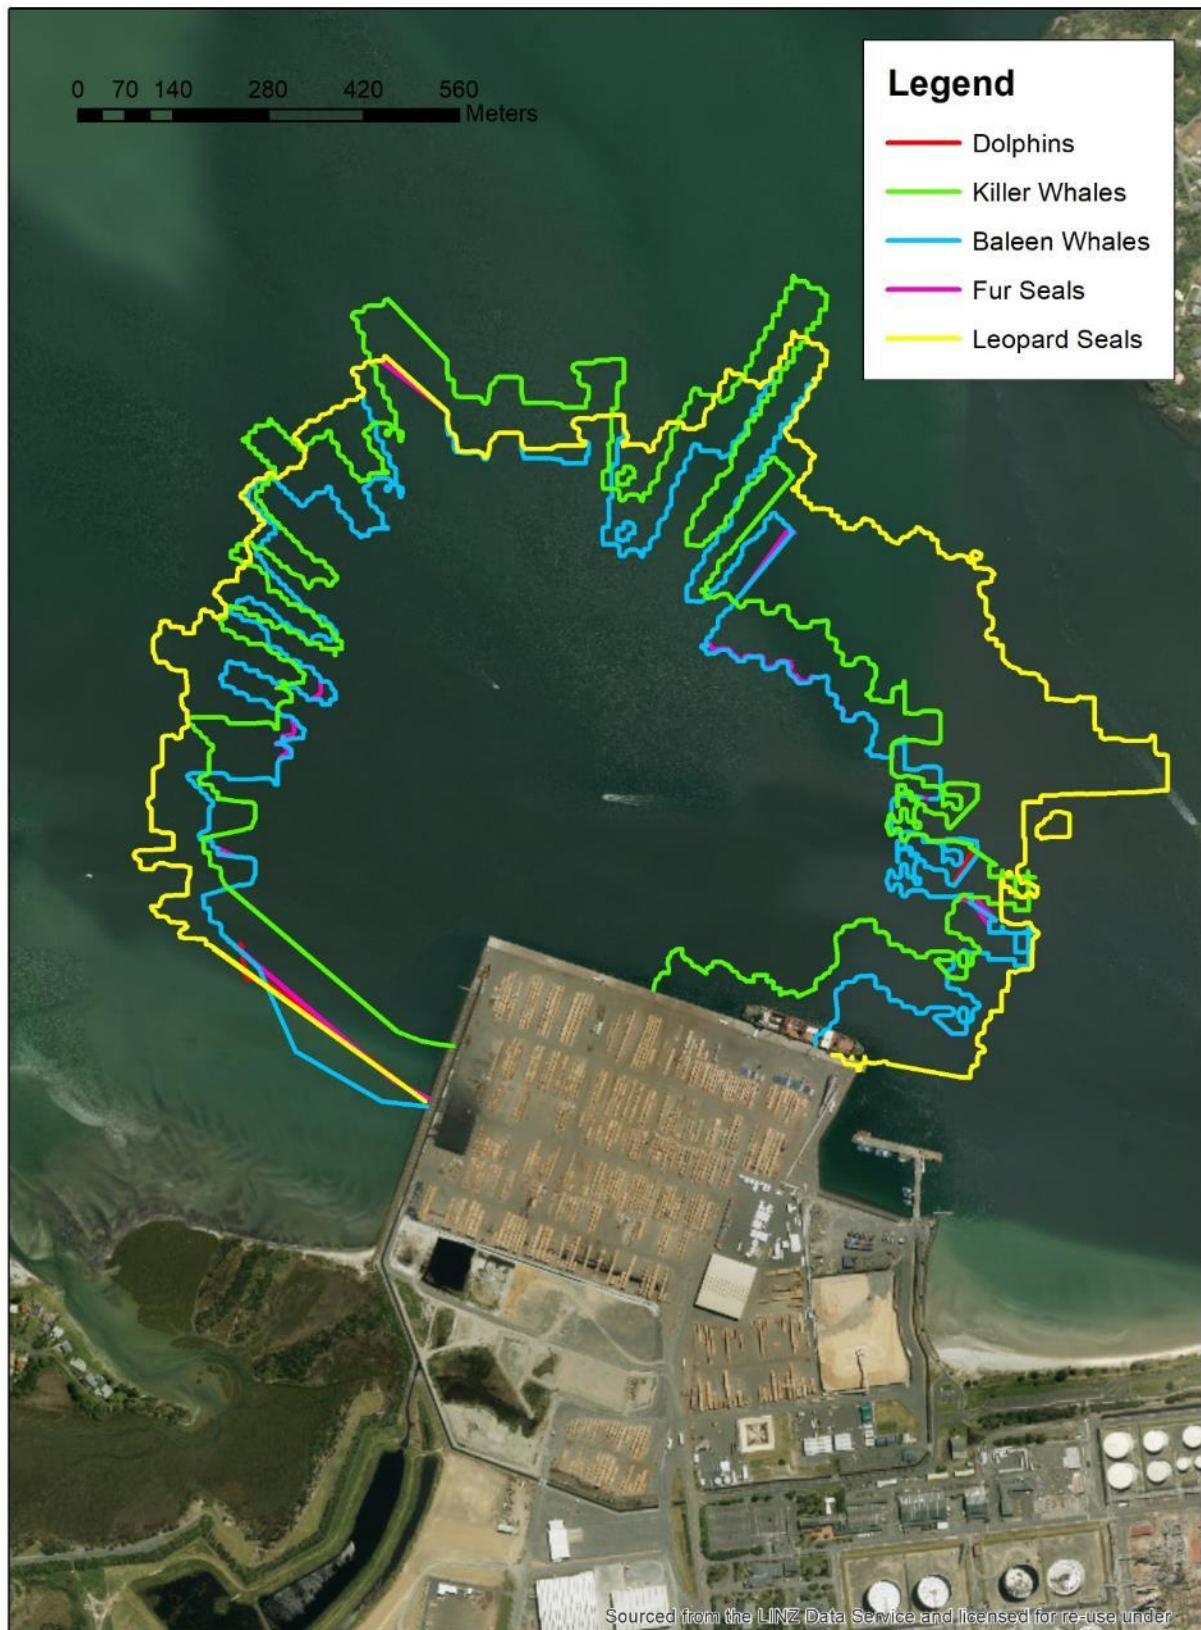 0 70 140 280 420 560
Meters
Legend
Dolphins
Killer Whales
Baleen Whales
Fur Seals
Leopard Seals
Sourced from the LINZ Data Service and licensed for re-use under